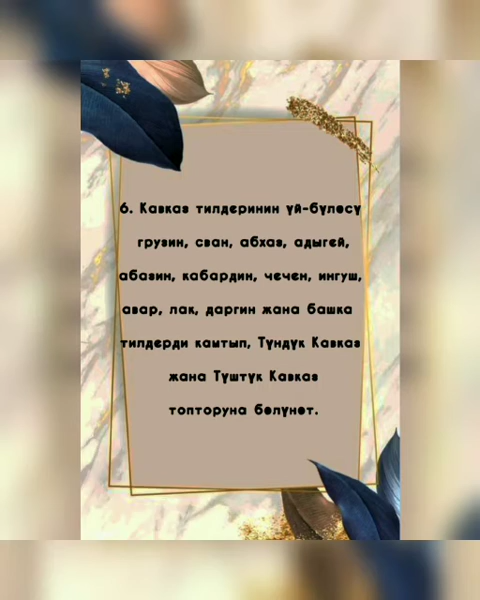 6. Кавказ тилдеринин үй-бүлөсү
грузин, сван, абхаз, адыгей,
абазин, кабардин, чечен, ингуш,
авар, лак, даргин жана башка
тилдерди камтып, Түндүк Кавказ
жана Түштүк Кавказ
топторуна бөлүнөт.